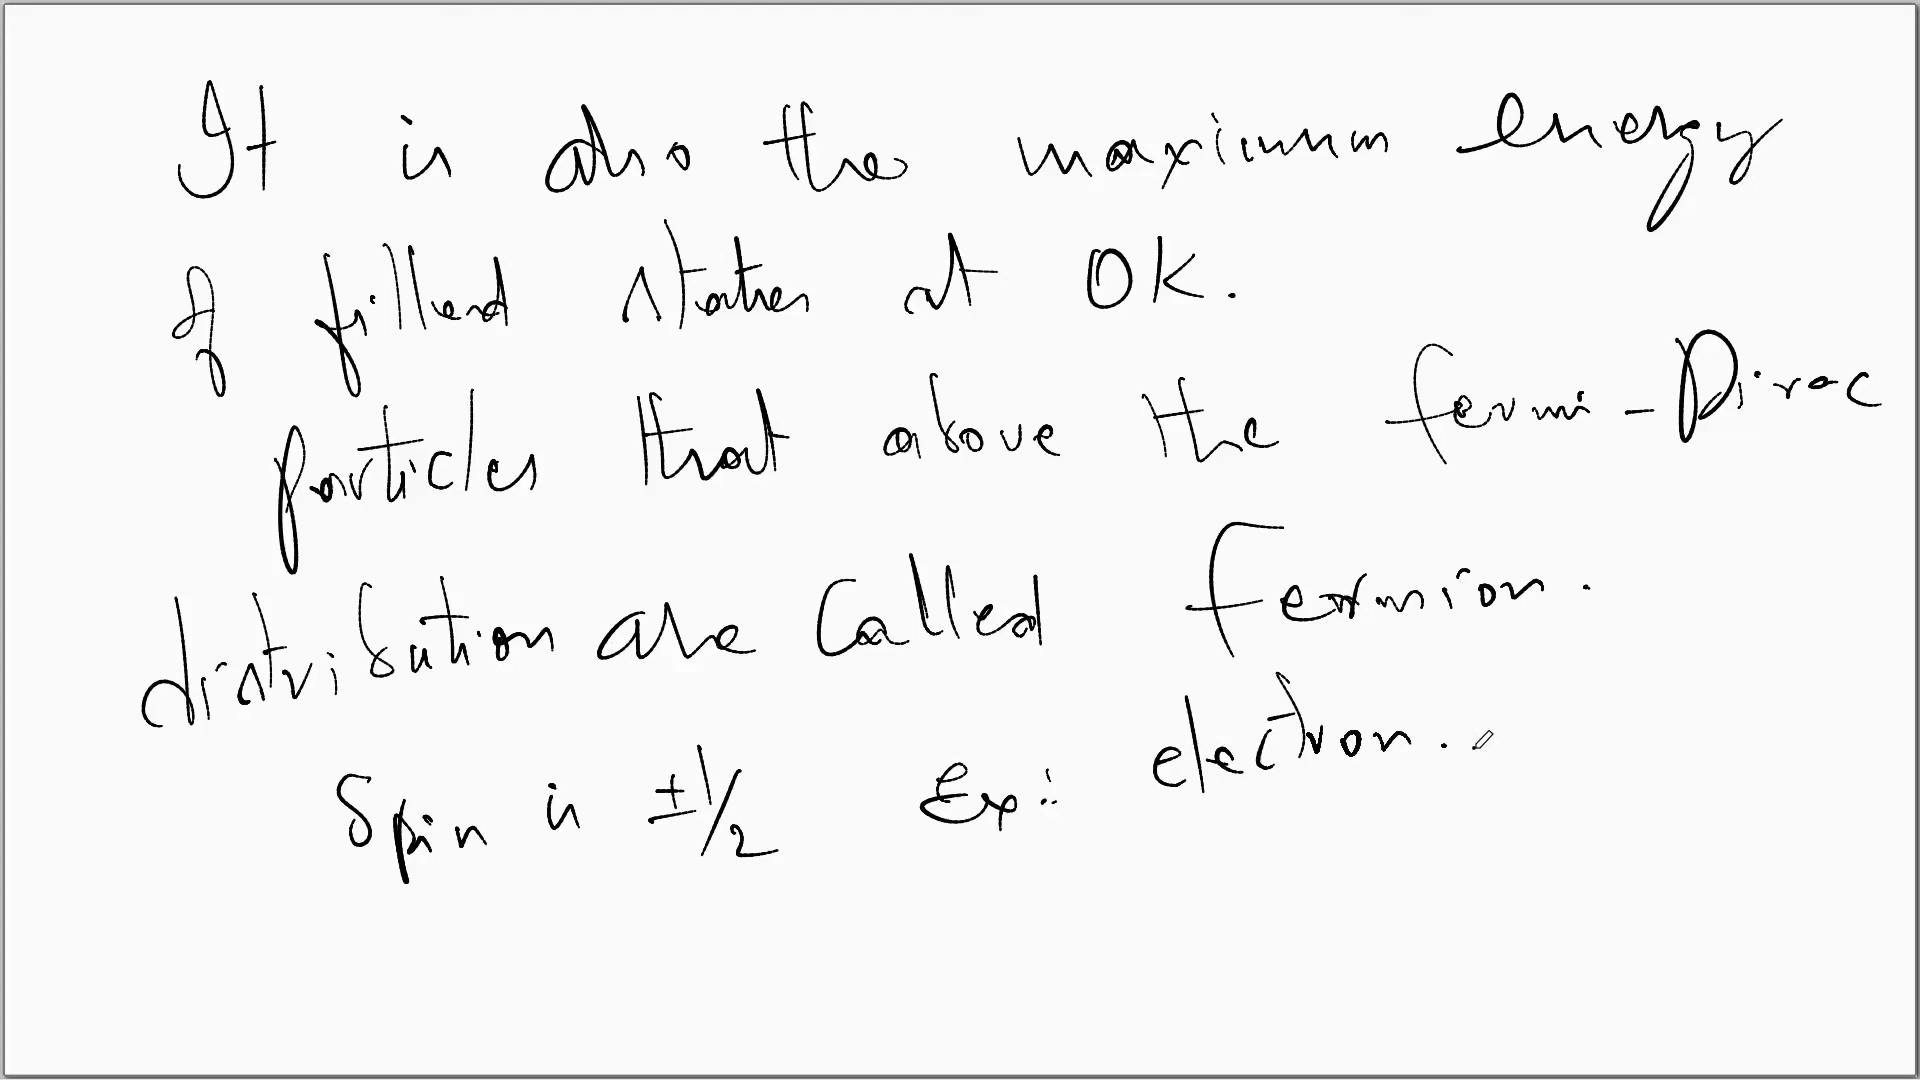 It is also the maximum energy
of filled states at 0K.
particles that above the fermi-Dirac
distribution are called fermion.
Spin is ±1/2 Ex: electron.